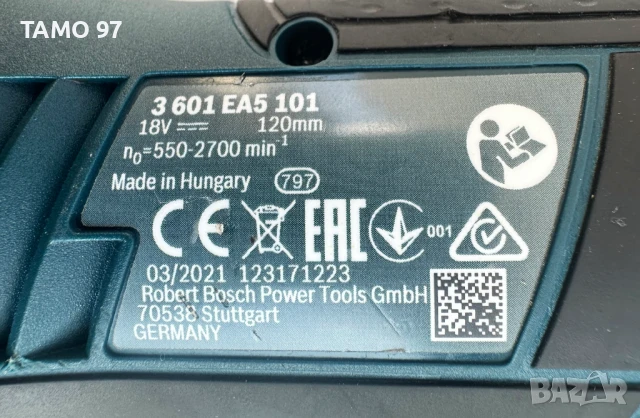 TAMO 97
3 601 EA5 101
18V 120mm
n₀=550-2700 min⁻¹
Made in Hungary 797
CE EAC 001
03/2021 123171223
Robert Bosch Power Tools GmbH
70538 Stuttgart
GERMANY
BAZAR